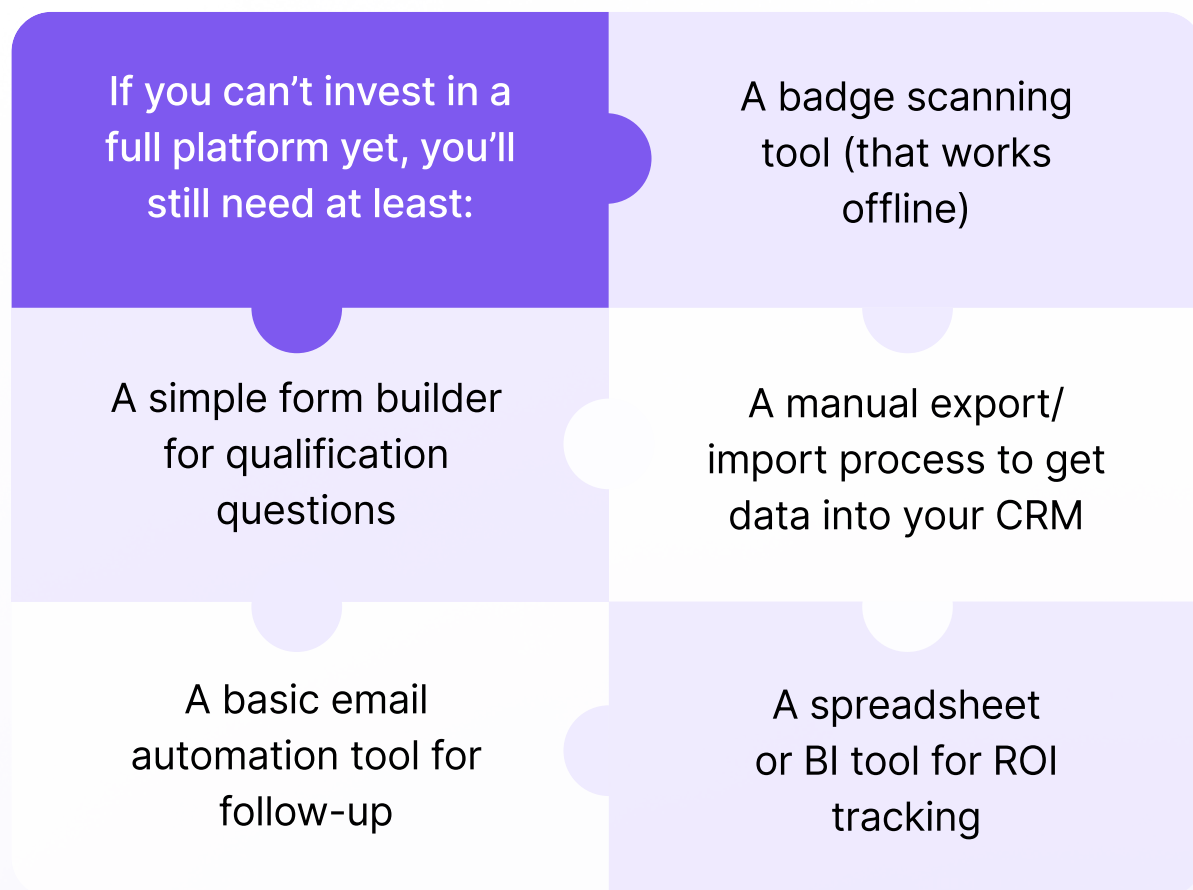 If you can’t invest in a
full platform yet, you’ll
still need at least:
A badge scanning
tool (that works
offline)
A simple form builder
for qualification
questions
A manual export/
import process to get
data into your CRM
A basic email
automation tool for
follow-up
A spreadsheet
or BI tool for ROI
tracking